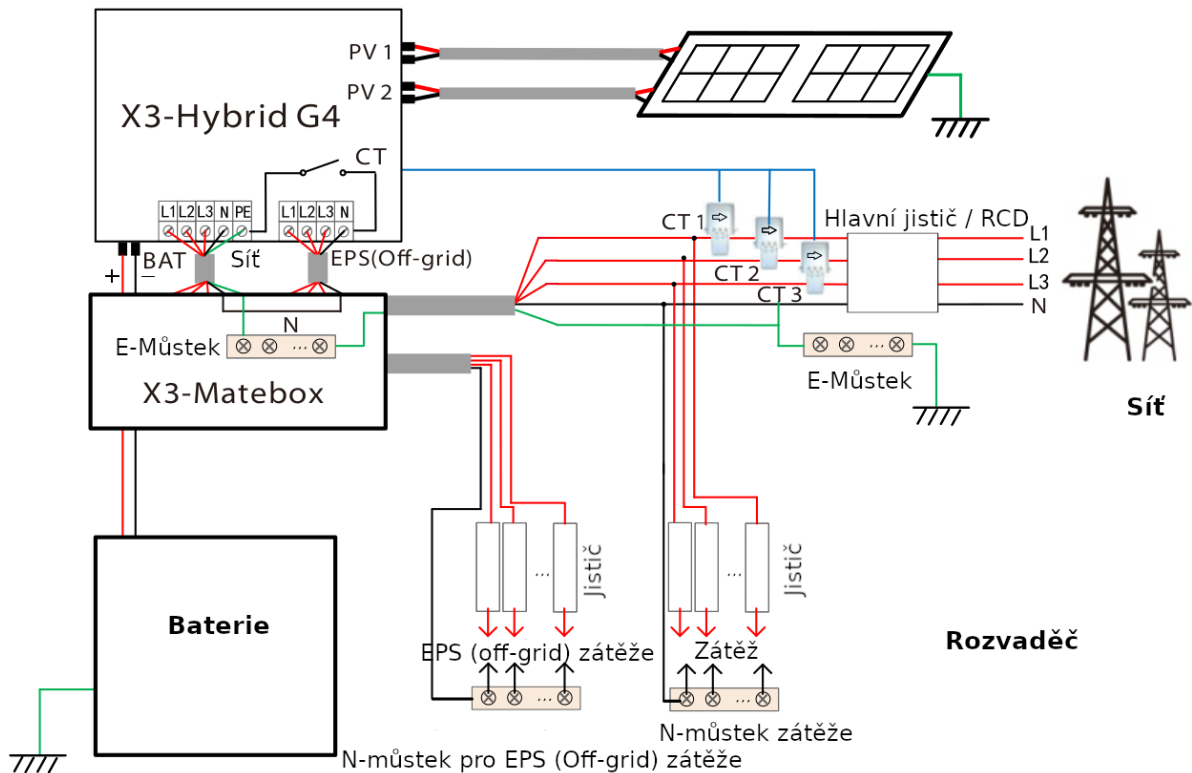 PV 1
PV 2
X3-Hybrid G4
CT
L1 L2 L3 N PE
L1 L2 L3 N
+ BAT –
Síť
EPS(Off-grid)
CT 1
CT 2
CT 3
Hlavní jistič / RCD
L1
L2
L3
N
N
E-Můstek
...
X3-Matebox
...
E-Můstek
Síť
Baterie
...
Jistič
...
Jistič
EPS (off-grid) zátěže
Zátěž
Rozvaděč
...
...
N-můstek zátěže
N-můstek pro EPS (Off-grid) zátěže